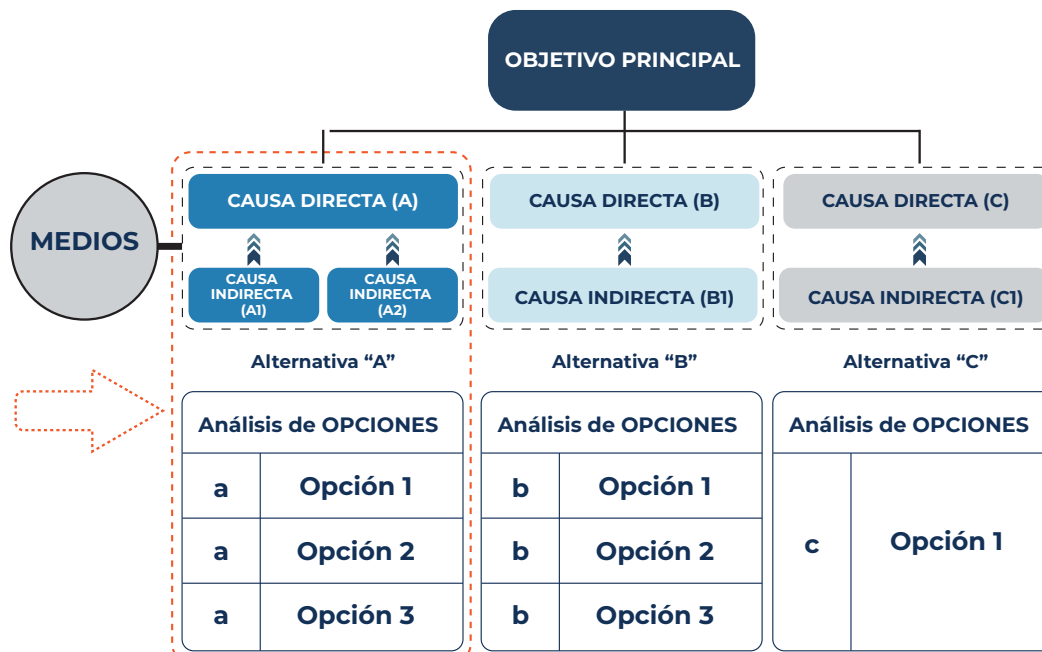 OBJETIVO PRINCIPAL
MEDIOS
CAUSA DIRECTA (A)
CAUSA
INDIRECTA
(A1)
CAUSA
INDIRECTA
(A2)
CAUSA DIRECTA (B)
CAUSA INDIRECTA (B1)
CAUSA DIRECTA (C)
CAUSA INDIRECTA (C1)
Alternativa “A”
Alternativa “B”
Alternativa “C”
Análisis de OPCIONES
a Opción 1
a Opción 2
a Opción 3
Análisis de OPCIONES
b Opción 1
b Opción 2
b Opción 3
Análisis de OPCIONES
c Opción 1